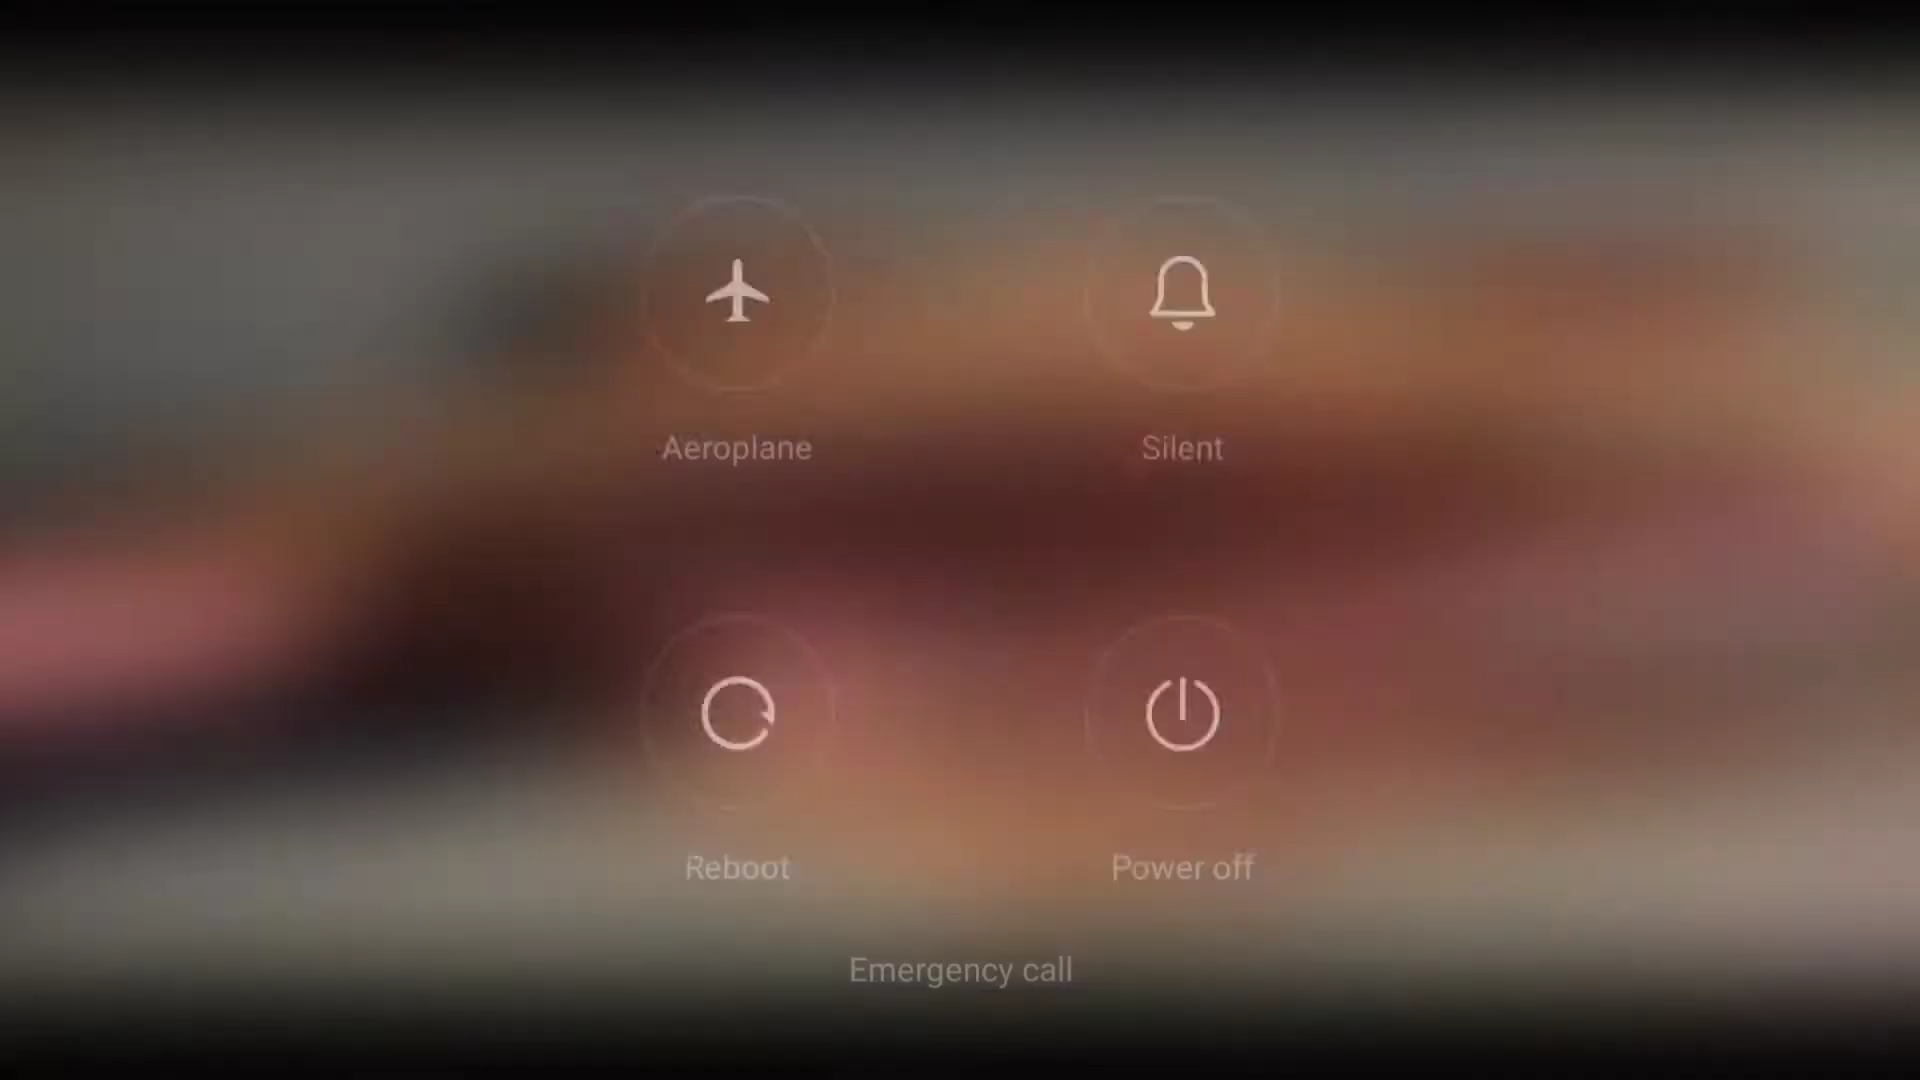 Aeroplane
Silent
Reboot
Power off
Emergency call